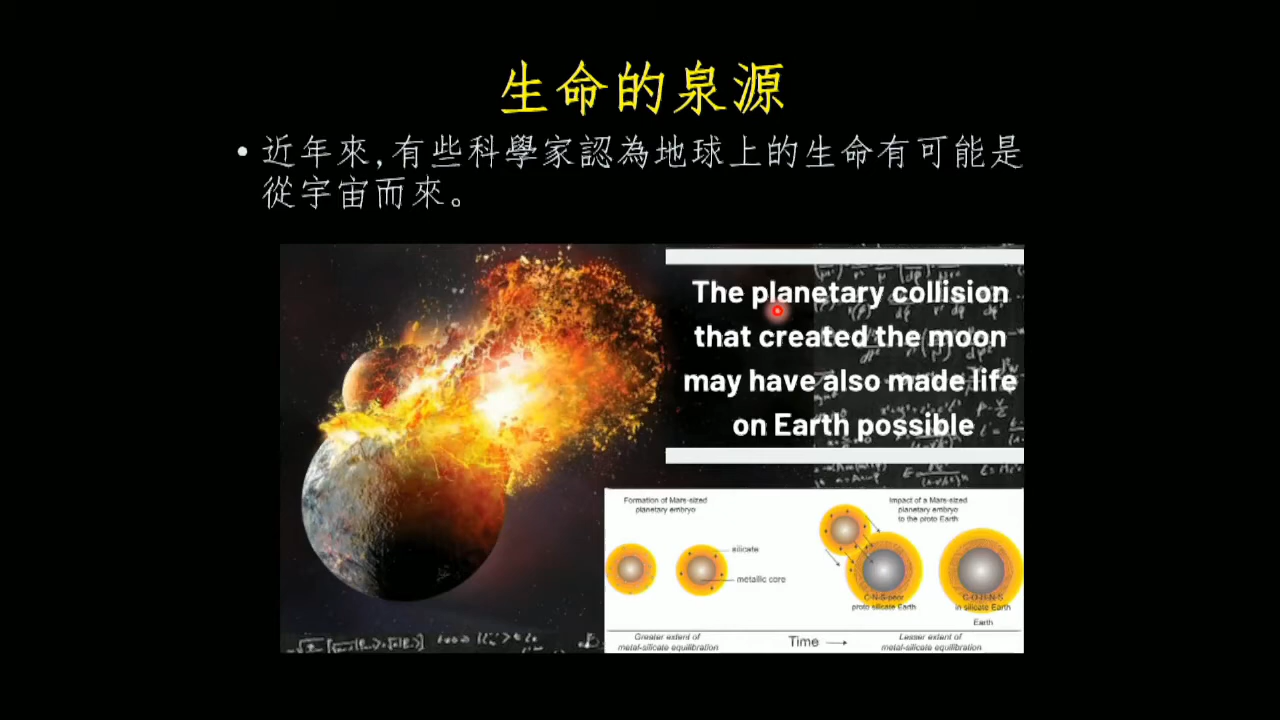 生命的泉源
• 近年來,有些科學家認為地球上的生命有可能是
從宇宙而來。
The planetary collision
that created the moon
may have also made life
on Earth possible
Formation of Mars-sized
planetary embryo
silicate
metallic core
Impact of a Mars-sized
planetary embryo
to the proto Earth
C-N-S-poor
proto silicate Earth
in silicate Earth
Earth
Greater extent of
metal-silicate equilibration
Time
Lesser extent of
metal-silicate equilibration